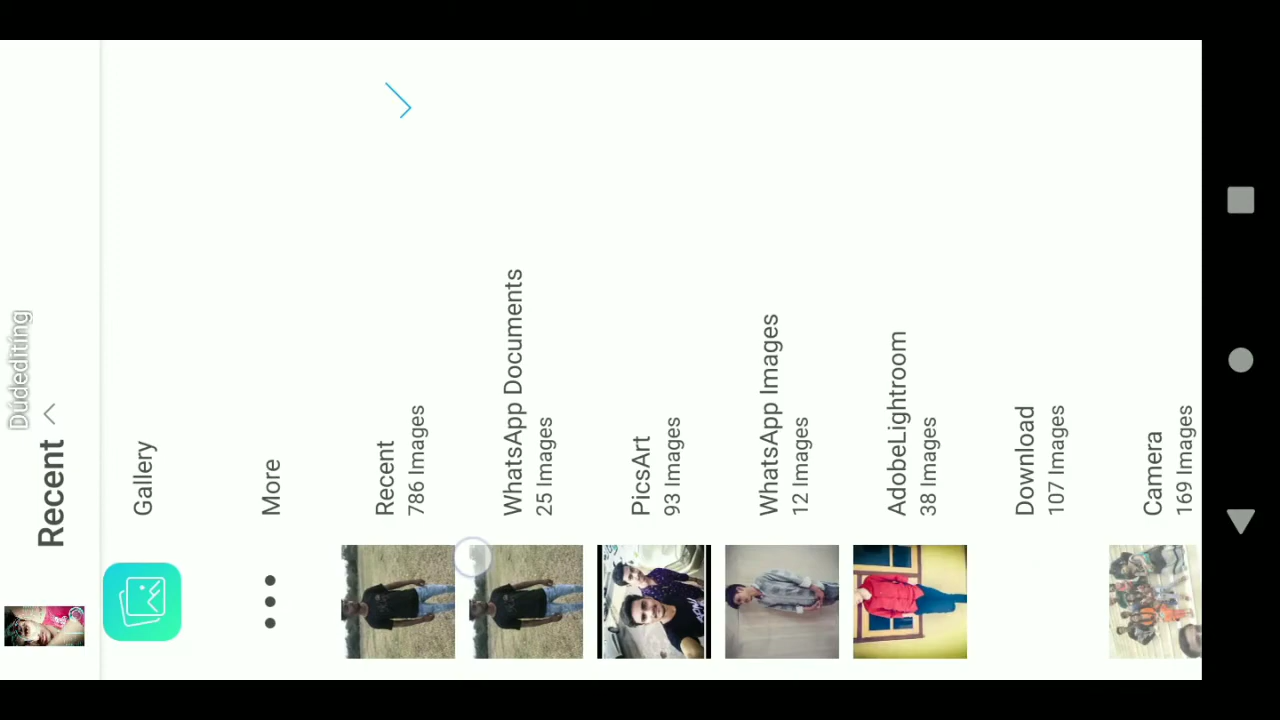 Dúdediting
Recent
Gallery
More
Recent
786 Images
WhatsApp Documents
25 Images
PicsArt
93 Images
WhatsApp Images
12 Images
AdobeLightroom
38 Images
Download
107 Images
Camera
169 Images